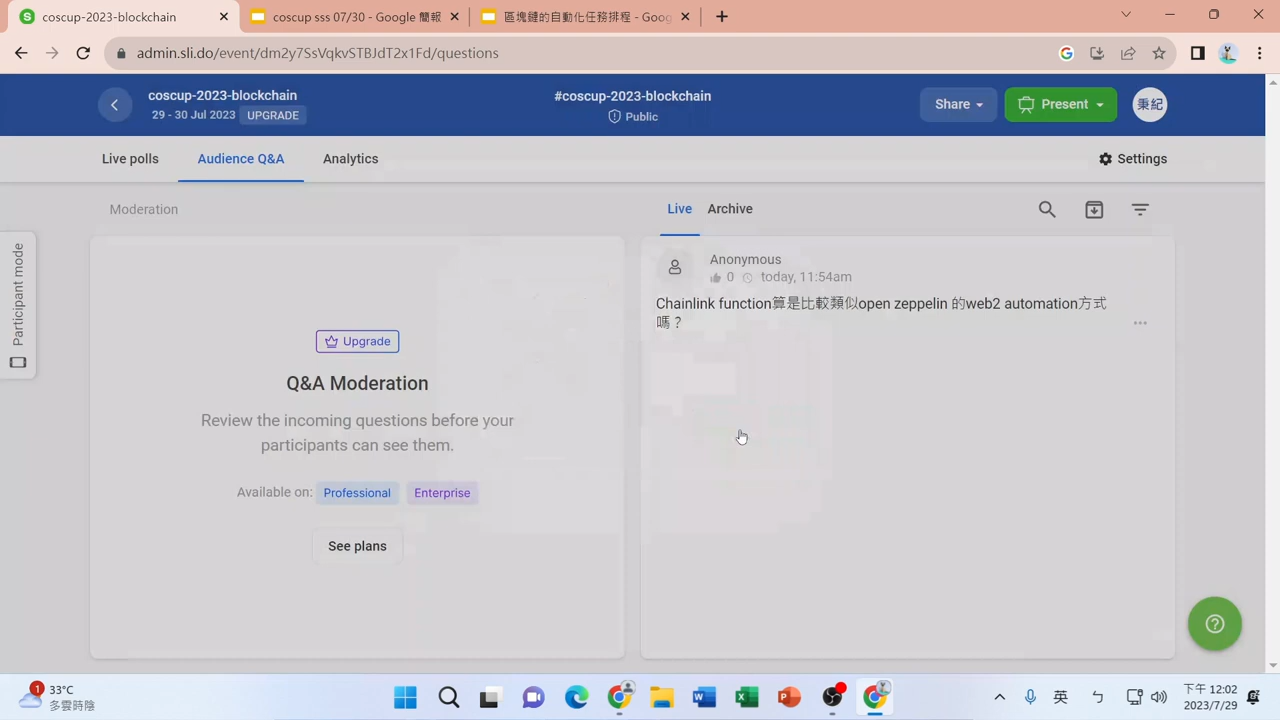 coscup-2023-blockchain
coscup sss 07/30 - Google 簡報
區塊鏈的自動化任務排程 - Goog
admin.sli.do/event/dm2y7SsVqkvSTBJdT2x1Fd/questions
coscup-2023-blockchain
29 - 30 Jul 2023 UPGRADE
#coscup-2023-blockchain
Public
Share
Present
秉紀
Live polls
Audience Q&A
Analytics
Settings
Participant mode
Moderation
Live
Archive
Upgrade
Q&A Moderation
Review the incoming questions before your
participants can see them.
Available on: Professional Enterprise
See plans
Anonymous
0 today, 11:54am
Chainlink function算是比較類似open zeppelin 的web2 automation方式
嗎？
1
33°C
多雲時陰
英
下午 12:02
2023/7/29